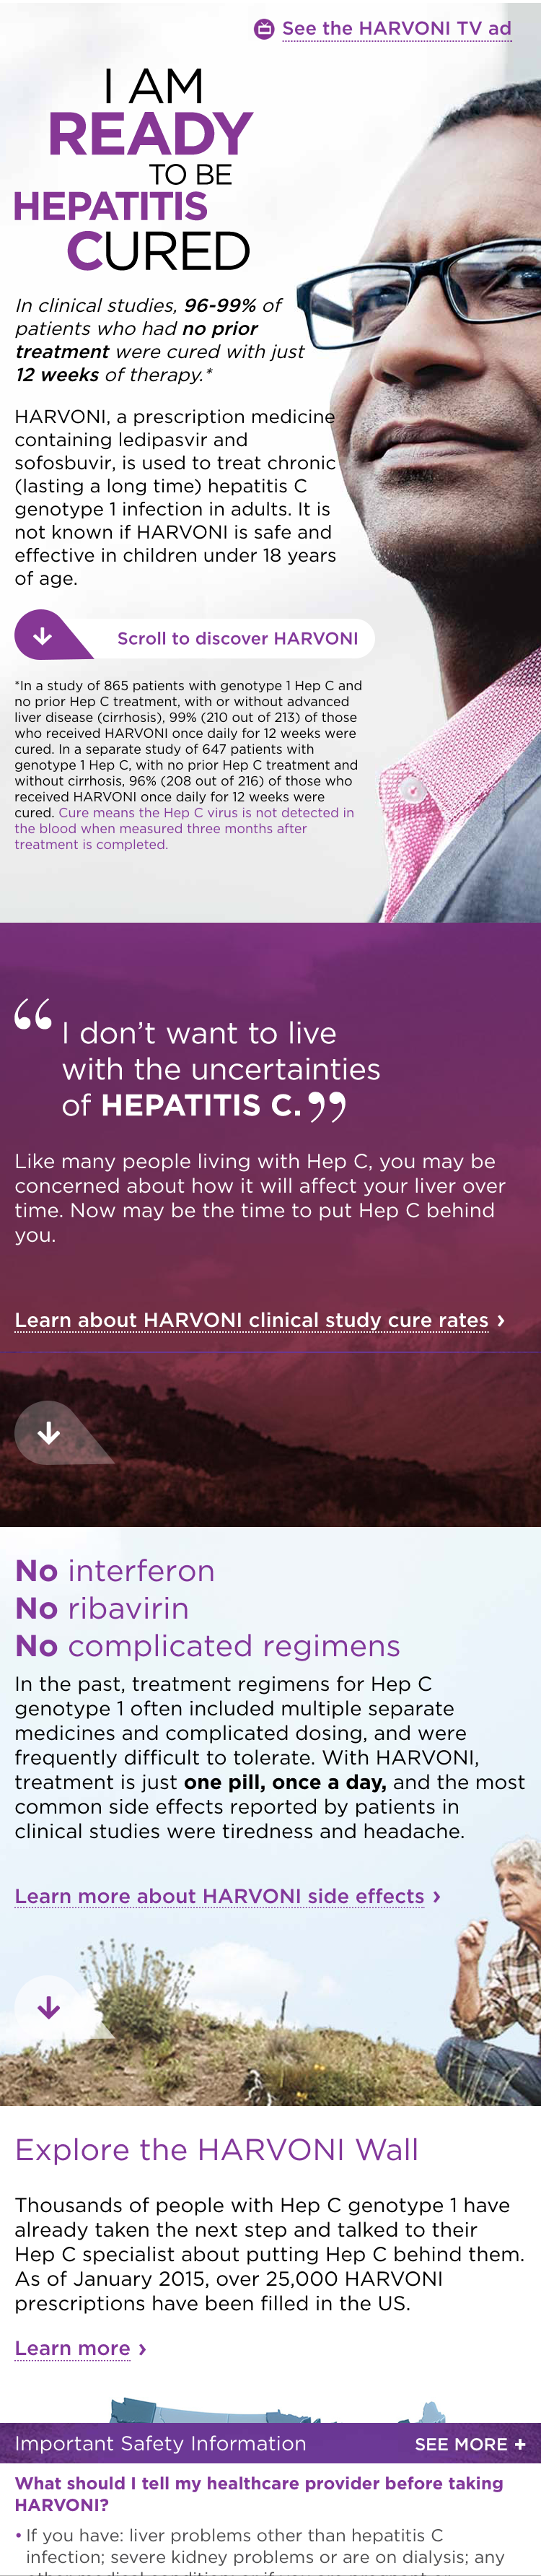 See the HARVONI TV ad
I AM
READY
TO BE
HEPATITIS
CURED
In clinical studies, 96-99% of
patients who had no prior
treatment were cured with just
12 weeks of therapy.*
HARVONI, a prescription medicine
containing ledipasvir and
sofosbuvir, is used to treat chronic
(lasting a long time) hepatitis C
genotype 1 infection in adults. It is
not known if HARVONI is safe and
effective in children under 18 years
of age.
Scroll to discover HARVONI
*In a study of 865 patients with genotype 1 Hep C and
no prior Hep C treatment, with or without advanced
liver disease (cirrhosis), 99% (210 out of 213) of those
who received HARVONI once daily for 12 weeks were
cured. In a separate study of 647 patients with
genotype 1 Hep C, with no prior Hep C treatment and
without cirrhosis, 96% (208 out of 216) of those who
received HARVONI once daily for 12 weeks were
cured. Cure means the Hep C virus is not detected in
the blood when measured three months after
treatment is completed.
“I don’t want to live
with the uncertainties
of HEPATITIS C.”
Like many people living with Hep C, you may be
concerned about how it will affect your liver over
time. Now may be the time to put Hep C behind
you.
Learn about HARVONI clinical study cure rates ›
No interferon
No ribavirin
No complicated regimens
In the past, treatment regimens for Hep C
genotype 1 often included multiple separate
medicines and complicated dosing, and were
frequently difficult to tolerate. With HARVONI,
treatment is just one pill, once a day, and the most
common side effects reported by patients in
clinical studies were tiredness and headache.
Learn more about HARVONI side effects ›
Explore the HARVONI Wall
Thousands of people with Hep C genotype 1 have
already taken the next step and talked to their
Hep C specialist about putting Hep C behind them.
As of January 2015, over 25,000 HARVONI
prescriptions have been filled in the US.
Learn more ›
Important Safety Information SEE MORE +
What should I tell my healthcare provider before taking
HARVONI?
• If you have: liver problems other than hepatitis C
infection; severe kidney problems or are on dialysis; any